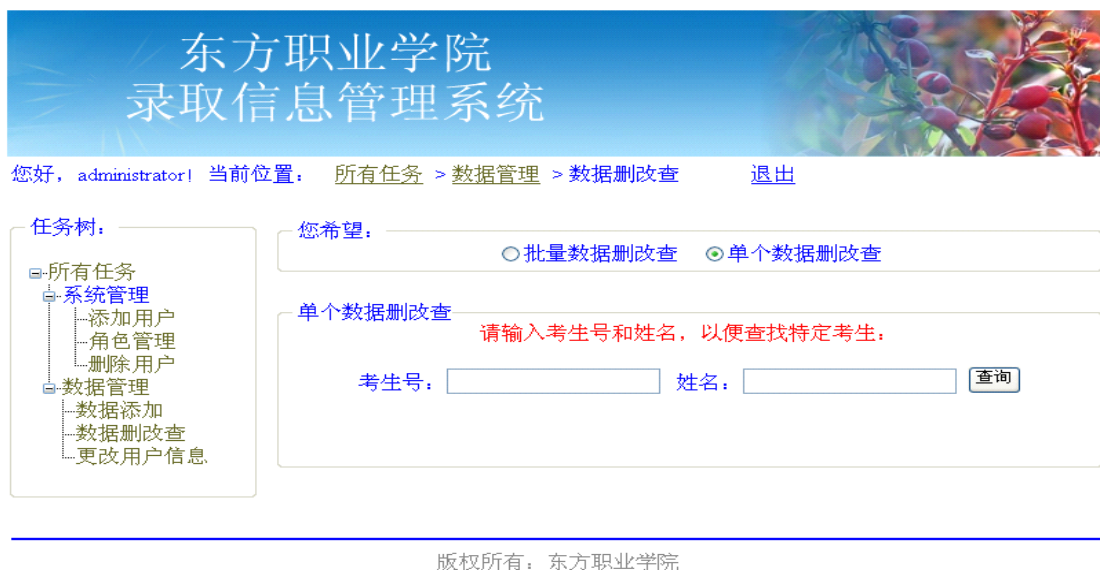 东方职业学院
录取信息管理系统
您好，administrator! 当前位置： 所有任务 > 数据管理 > 数据删改查 退出
任务树：
所有任务
系统管理
添加用户
角色管理
删除用户
数据管理
数据添加
数据删改查
更改用户信息
您希望：
批量数据删改查 单个数据删改查
单个数据删改查
请输入考生号和姓名，以便查找特定考生：
考生号： 姓名： 查询
版权所有：东方职业学院